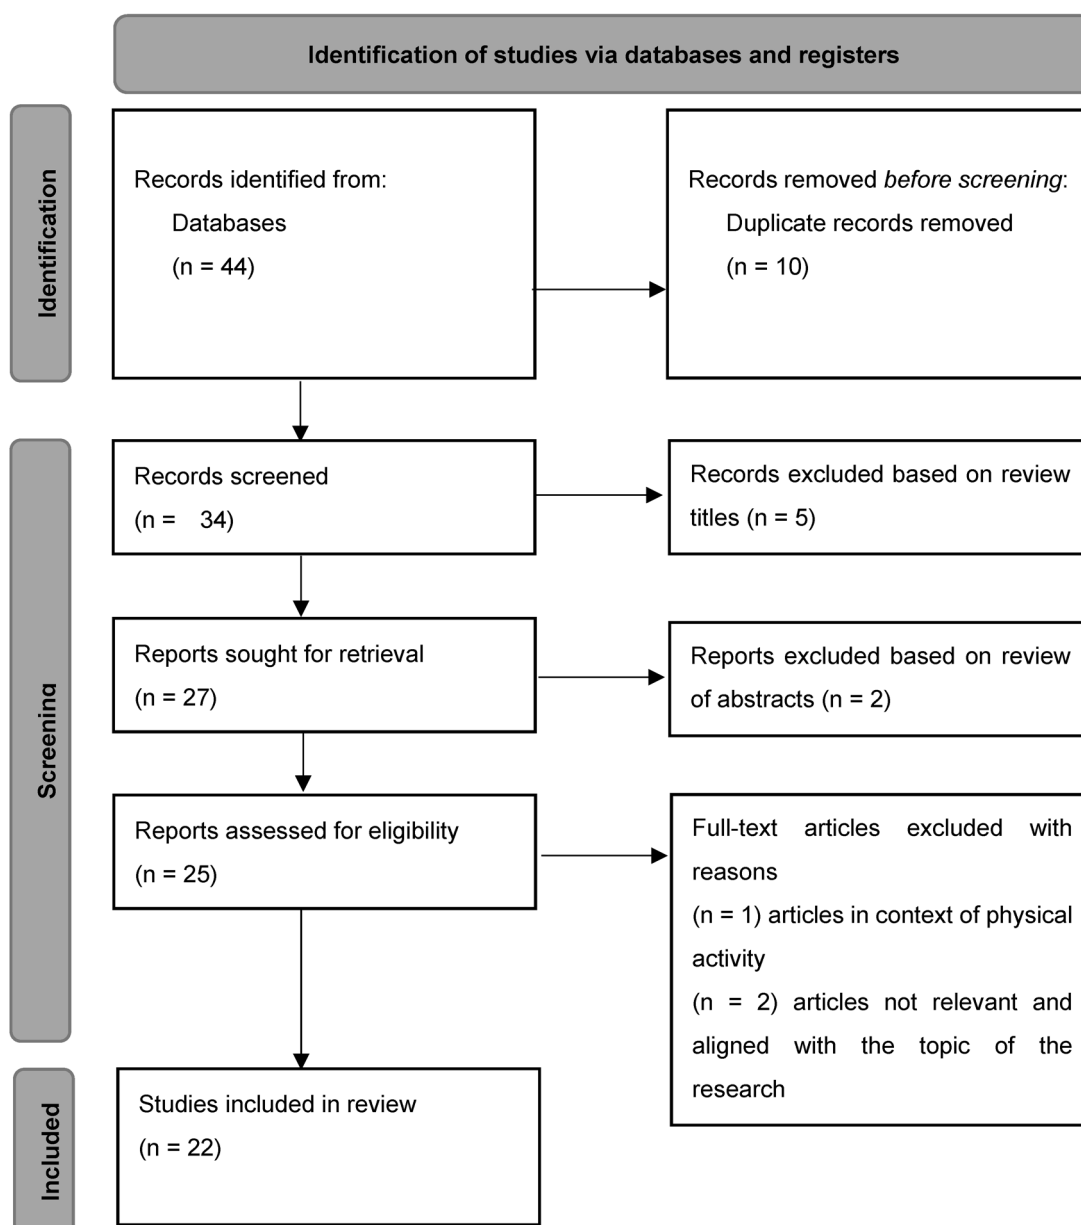 Identification of studies via databases and registers
Identification
Records identified from:
Databases
(n = 44)
Records removed before screening:
Duplicate records removed
(n = 10)
Screening
Records screened
(n = 34)
Records excluded based on review
titles (n = 5)
Reports sought for retrieval
(n = 27)
Reports excluded based on review
of abstracts (n = 2)
Reports assessed for eligibility
(n = 25)
Full-text articles excluded with
reasons
(n = 1) articles in context of physical
activity
(n = 2) articles not relevant and
aligned with the topic of the
research
Included
Studies included in review
(n = 22)